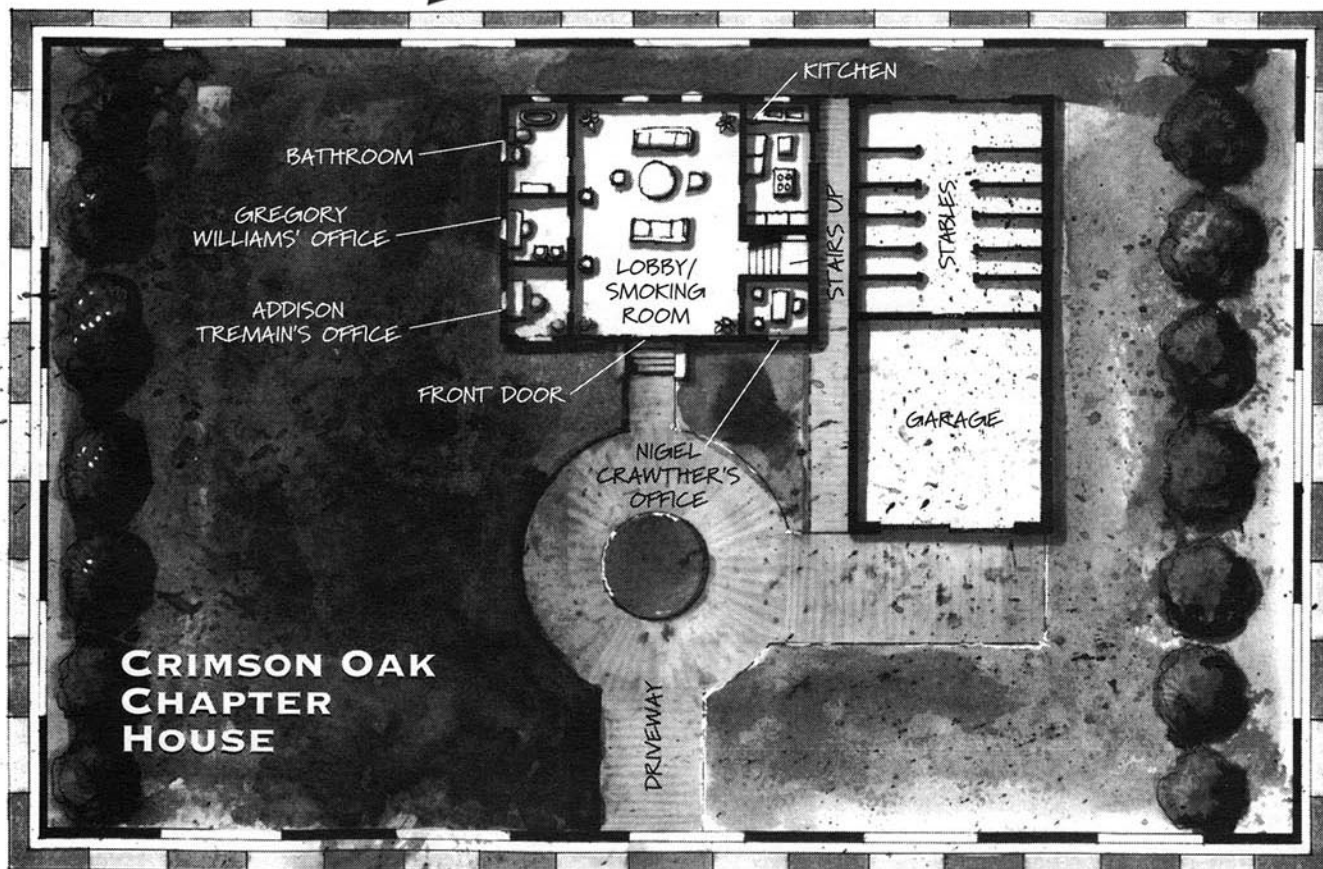 KITCHEN
BATHROOM
GREGORY
WILLIAMS' OFFICE
ADDISON
TREMAIN'S OFFICE
LOBBY/
SMOKING
ROOM
STAIRS UP
STABLES
FRONT DOOR
GARAGE
NIGEL
CRAWTHER'S
OFFICE
DRIVEWAY
CRIMSON OAK
CHAPTER
HOUSE